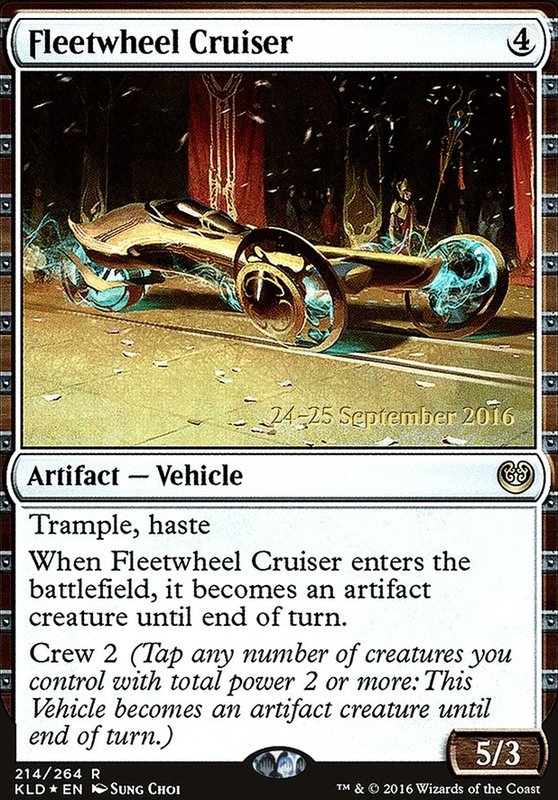 Fleetwheel Cruiser 4
24-25 September 2016
Artifact — Vehicle
Trample, haste
When Fleetwheel Cruiser enters the
battlefield, it becomes an artifact
creature until end of turn.
Crew 2 (Tap any number of creatures you
control with total power 2 or more: This
Vehicle becomes an artifact creature until
end of turn.)
5/3
214/264 R
KLD ★ EN Sung Choi
™ & © 2016 Wizards of the Coast